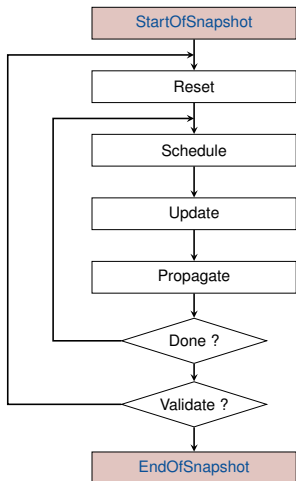 StartOfSnapshot
Reset
Schedule
Update
Propagate
Done ?
Validate ?
EndOfSnapshot